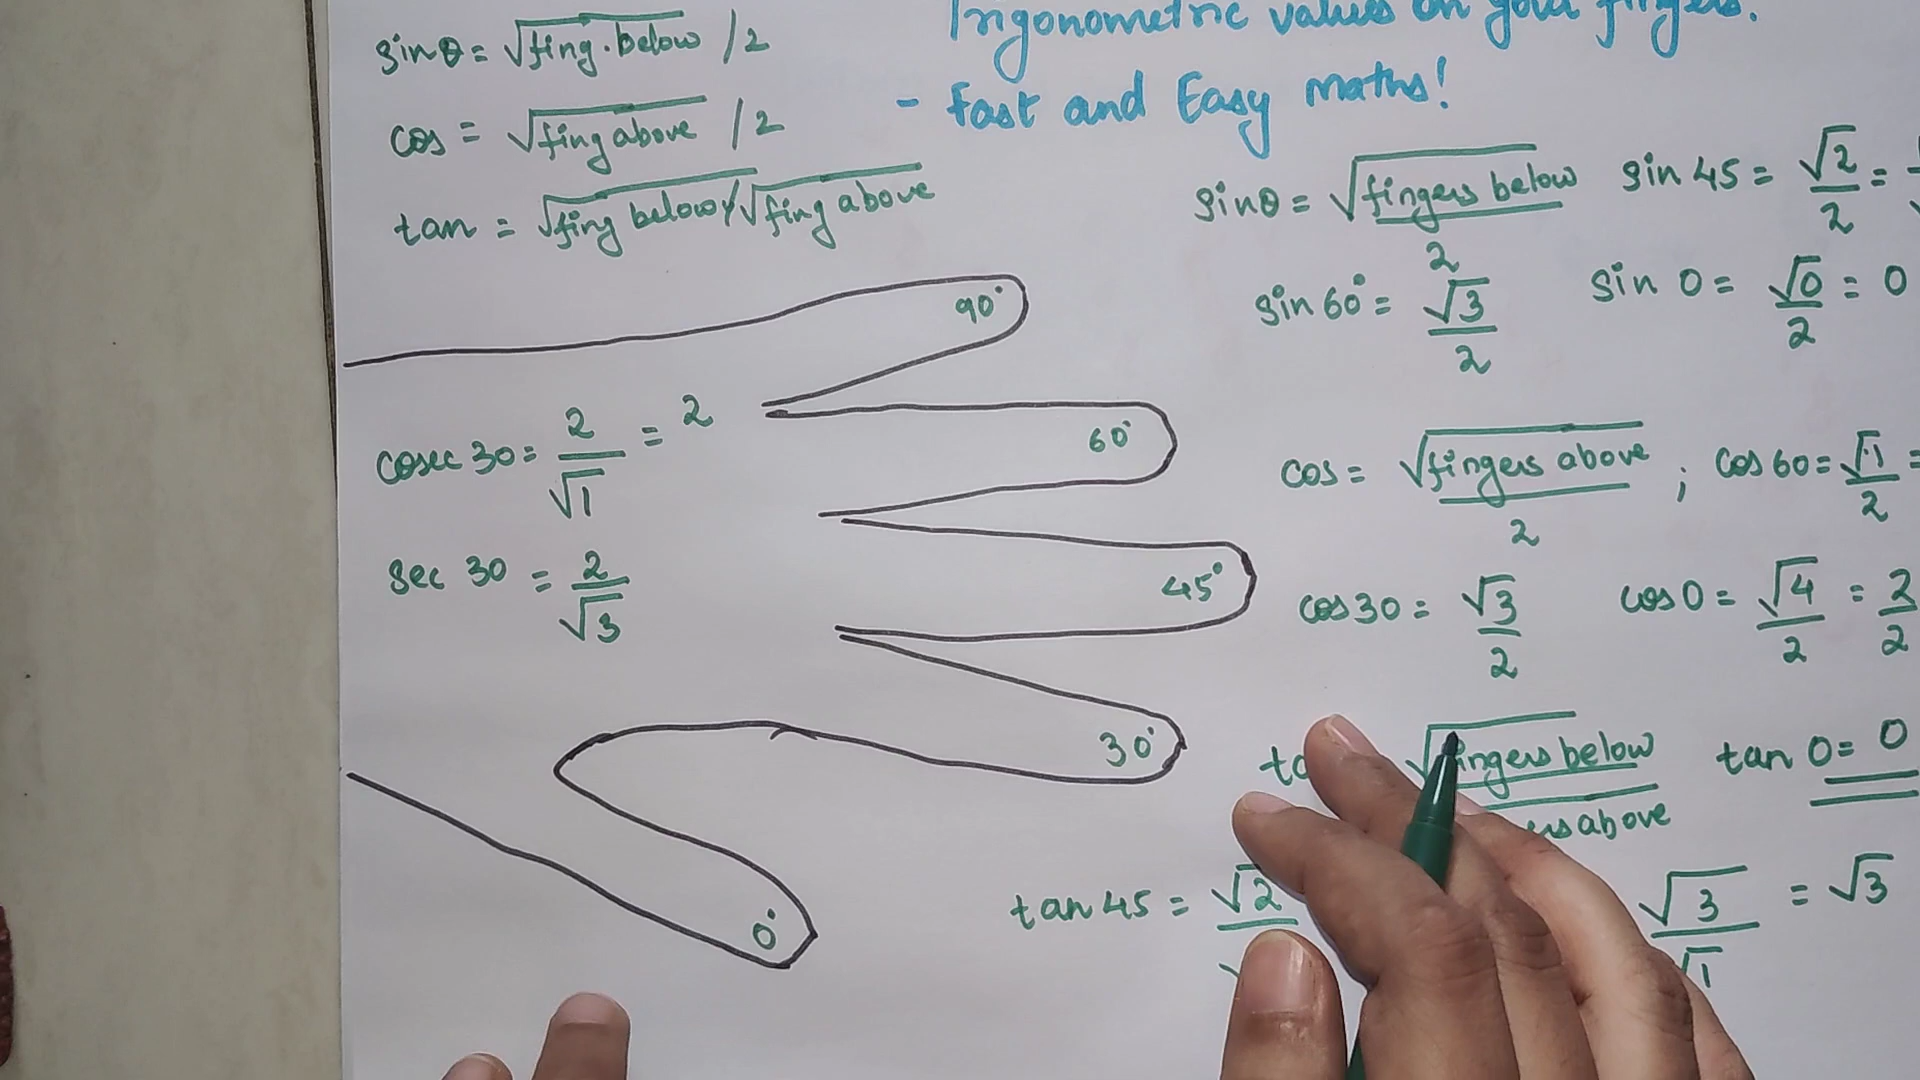 Trigonometric values on your fingers.
- Fast and Easy maths!
sinθ = √fing. below / 2
cos = √fing above / 2
tan = √fing below / √fing above
90°
60°
45°
30°
0°
cosec 30 = 2/√1 = 2
sec 30 = 2/√3
sinθ = √fingers below / 2
sin 45 = √2/2 =
sin 60° = √3/2
sin 0 = √0/2 = 0
cos = √fingers above / 2 ; cos 60 = √1/2 =
cos 30 = √3/2
cos 0 = √4/2 = 2/2
below
above
tan 0 = 0
tan 45 = √2
√3/√1 = √3